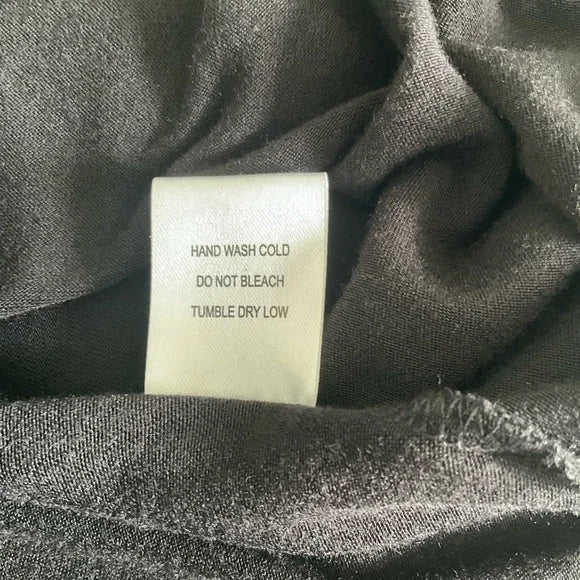 HAND WASH COLD
DO NOT BLEACH
TUMBLE DRY LOW